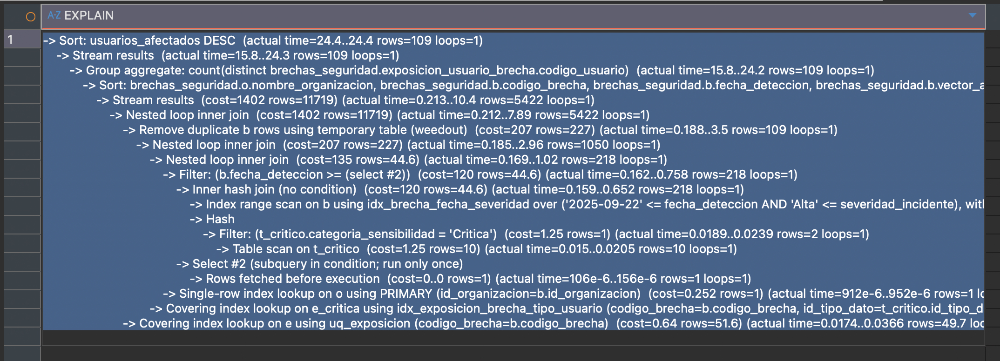 A-Z EXPLAIN
1
-> Sort: usuarios_afectados DESC (actual time=24.4..24.4 rows=109 loops=1)
-> Stream results (actual time=15.8..24.3 rows=109 loops=1)
-> Group aggregate: count(distinct brechas_seguridad.exposicion_usuario_brecha.codigo_usuario) (actual time=15.8..24.2 rows=109 loops=1)
-> Sort: brechas_seguridad.o.nombre_organizacion, brechas_seguridad.b.codigo_brecha, brechas_seguridad.b.fecha_deteccion, brechas_seguridad.b.vector_a
-> Stream results (cost=1402 rows=11719) (actual time=0.213..10.4 rows=5422 loops=1)
-> Nested loop inner join (cost=1402 rows=11719) (actual time=0.212..7.89 rows=5422 loops=1)
-> Remove duplicate b rows using temporary table (weedout) (cost=207 rows=227) (actual time=0.188..3.5 rows=109 loops=1)
-> Nested loop inner join (cost=207 rows=227) (actual time=0.185..2.96 rows=1050 loops=1)
-> Nested loop inner join (cost=135 rows=44.6) (actual time=0.169..1.02 rows=218 loops=1)
-> Filter: (b.fecha_deteccion >= (select #2)) (cost=120 rows=44.6) (actual time=0.162..0.758 rows=218 loops=1)
-> Inner hash join (no condition) (cost=120 rows=44.6) (actual time=0.159..0.652 rows=218 loops=1)
-> Index range scan on b using idx_brecha_fecha_severidad over ('2025-09-22' <= fecha_deteccion AND 'Alta' <= severidad_incidente), with
-> Hash
-> Filter: (t_critico.categoria_sensibilidad = 'Critica') (cost=1.25 rows=1) (actual time=0.0189..0.0239 rows=2 loops=1)
-> Table scan on t_critico (cost=1.25 rows=10) (actual time=0.015..0.0205 rows=10 loops=1)
-> Select #2 (subquery in condition; run only once)
-> Rows fetched before execution (cost=0..0 rows=1) (actual time=106e-6..156e-6 rows=1 loops=1)
-> Single-row index lookup on o using PRIMARY (id_organizacion=b.id_organizacion) (cost=0.252 rows=1) (actual time=912e-6..952e-6 rows=1 lo
-> Covering index lookup on e_critica using idx_exposicion_brecha_tipo_usuario (codigo_brecha=b.codigo_brecha, id_tipo_dato=t_critico.id_tipo_d
-> Covering index lookup on e using uq_exposicion (codigo_brecha=b.codigo_brecha) (cost=0.64 rows=51.6) (actual time=0.0174..0.0366 rows=49.7 loo